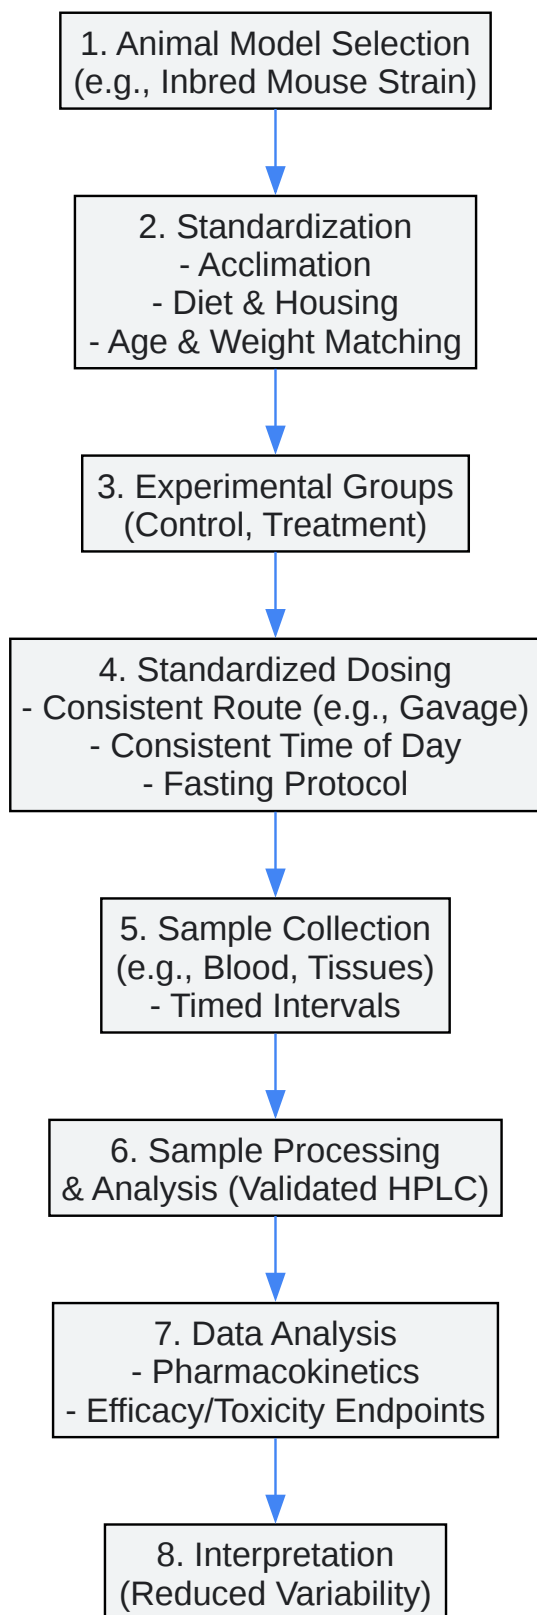 1. Animal Model Selection
(e.g., Inbred Mouse Strain)
2. Standardization
- Acclimation
- Diet & Housing
- Age & Weight Matching
3. Experimental Groups
(Control, Treatment)
4. Standardized Dosing
- Consistent Route (e.g., Gavage)
- Consistent Time of Day
- Fasting Protocol
5. Sample Collection
(e.g., Blood, Tissues)
- Timed Intervals
6. Sample Processing
& Analysis (Validated HPLC)
7. Data Analysis
- Pharmacokinetics
- Efficacy/Toxicity Endpoints
8. Interpretation
(Reduced Variability)